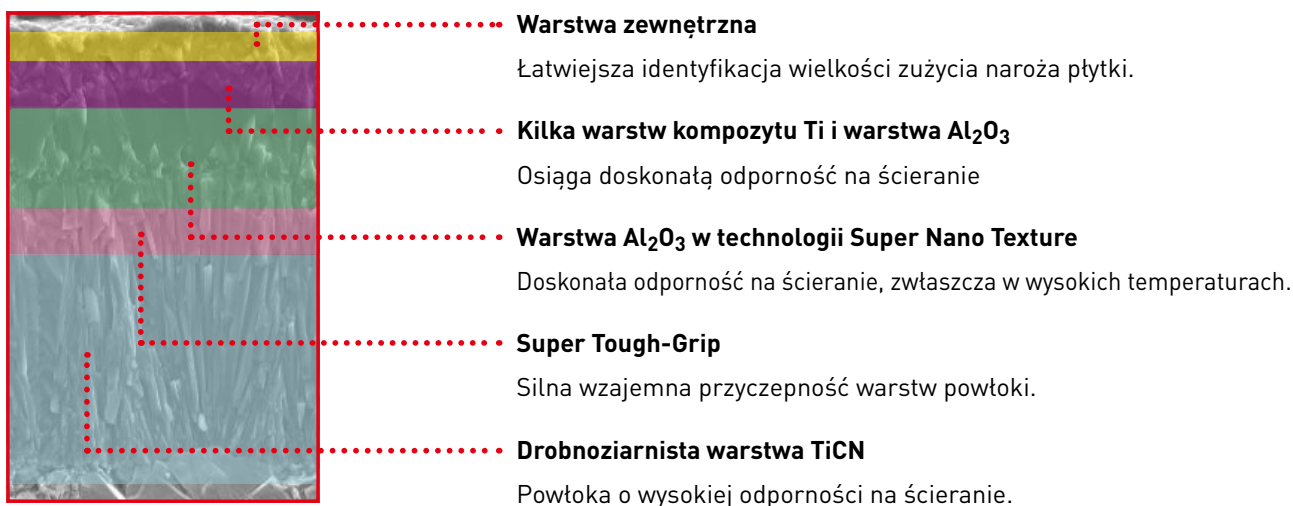 Warstwa zewnętrzna
Łatwiejsza identyfikacja wielkości zużycia naroża płytki.
Kilka warstw kompozytu Ti i warstwa Al₂O₃
Osiąga doskonałą odporność na ścieranie
Warstwa Al₂O₃ w technologii Super Nano Texture
Doskonała odporność na ścieranie, zwłaszcza w wysokich temperaturach.
Super Tough-Grip
Silna wzajemna przyczepność warstw powłoki.
Drobnoziarnista warstwa TiCN
Powłoka o wysokiej odporności na ścieranie.